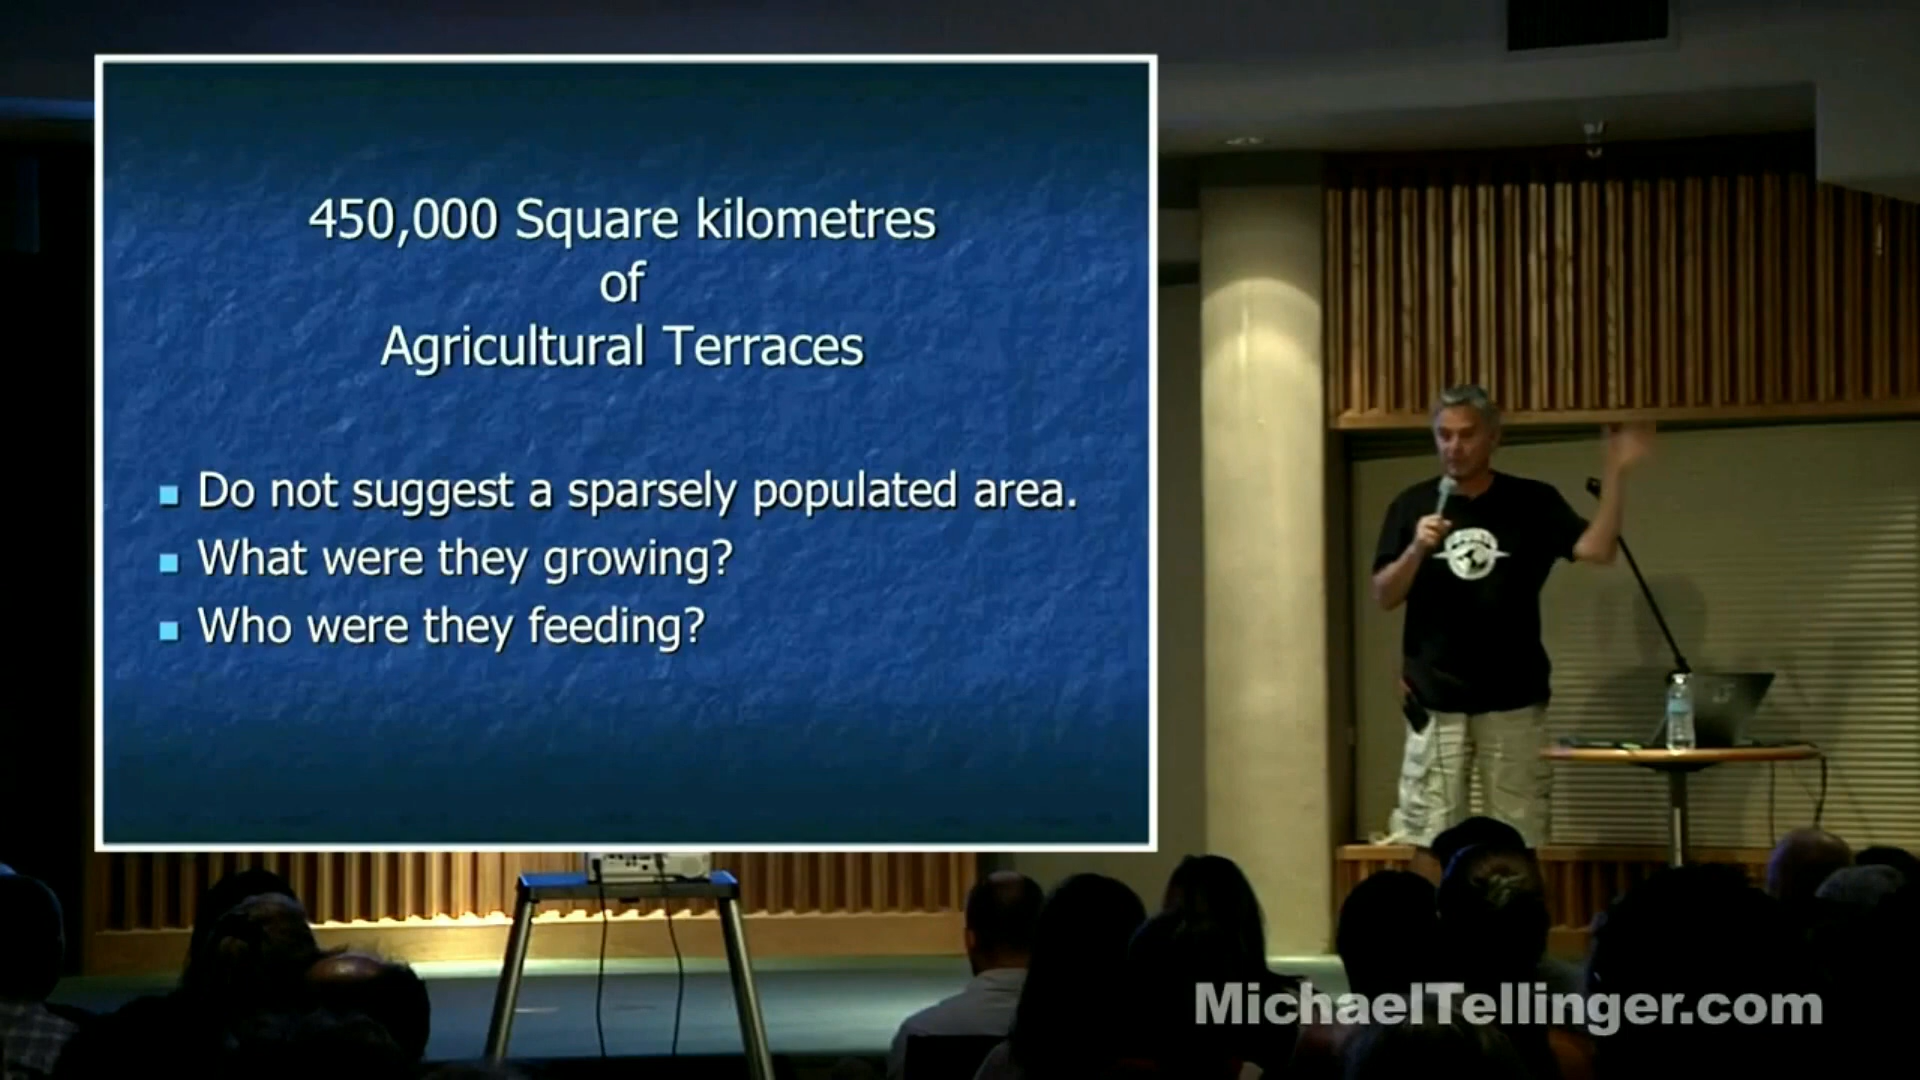 450,000 Square kilometres
of
Agricultural Terraces
Do not suggest a sparsely populated area.
What were they growing?
Who were they feeding?
MichaelTellinger.com